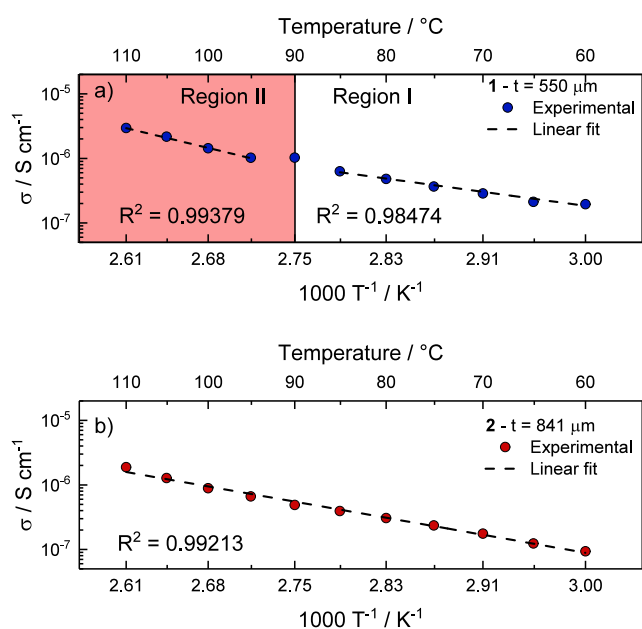 Temperature / °C
110 100 90 80 70 60
a)
Region II
Region I
1 - t = 550 μm
Experimental
Linear fit
10⁻⁵
10⁻⁶
10⁻⁷
σ / S cm⁻¹
R² = 0.99379
R² = 0.98474
2.61 2.68 2.75 2.83 2.91 3.00
1000 T⁻¹ / K⁻¹
Temperature / °C
110 100 90 80 70 60
b)
2 - t = 841 μm
Experimental
Linear fit
10⁻⁵
10⁻⁶
10⁻⁷
σ / S cm⁻¹
R² = 0.99213
2.61 2.68 2.75 2.83 2.91 3.00
1000 T⁻¹ / K⁻¹